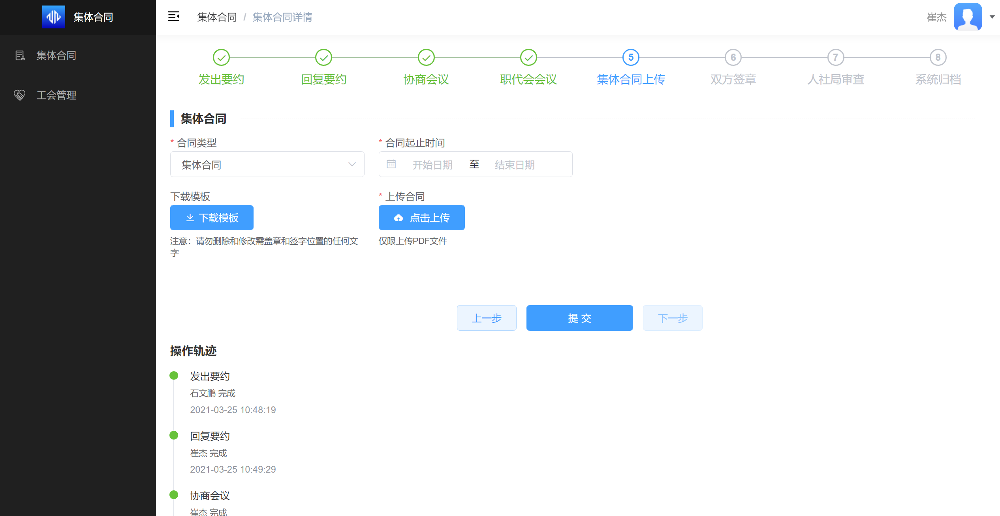 集体合同
集体合同
工会管理
集体合同 / 集体合同详情
崔杰
5 6 7 8
发出要约 回复要约 协商会议 职代会会议 集体合同上传 双方签章 人社局审查 系统归档
集体合同
* 合同类型
* 合同起止时间
集体合同
开始日期 至 结束日期
下载模板
* 上传合同
下载模板
点击上传
注意：请勿删除和修改需盖章和签字位置的任何文
字
仅限上传PDF文件
上一步 提 交 下一步
操作轨迹
发出要约
石文鹏 完成
2021-03-25 10:48:19
回复要约
崔杰 完成
2021-03-25 10:49:29
协商会议
崔杰 完成